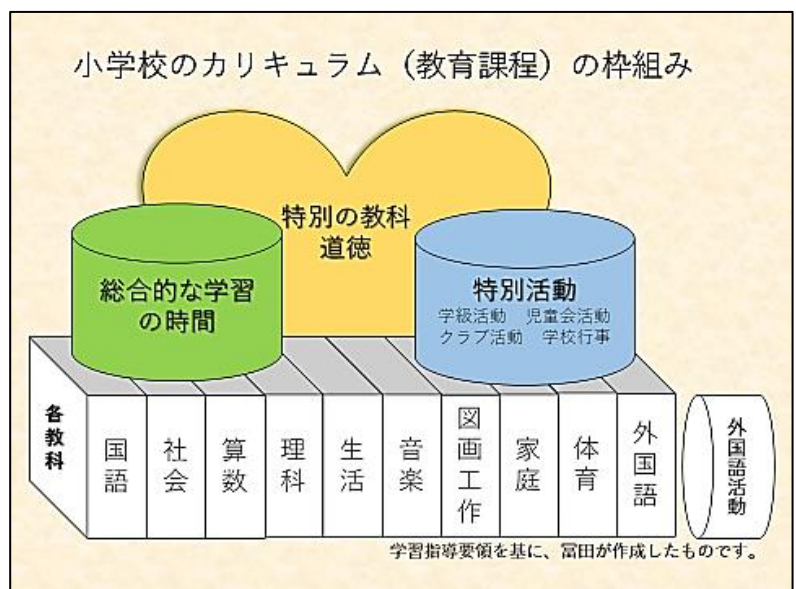 小学校のカリキュラム（教育課程）の枠組み
特別の教科
道徳
総合的な学習
の時間
特別活動
学級活動　児童会活動
クラブ活動　学校行事
各教科
国語
社会
算数
理科
生活
音楽
図画工作
家庭
体育
外国語
外国語活動
学習指導要領を基に、冨田が作成したものです。